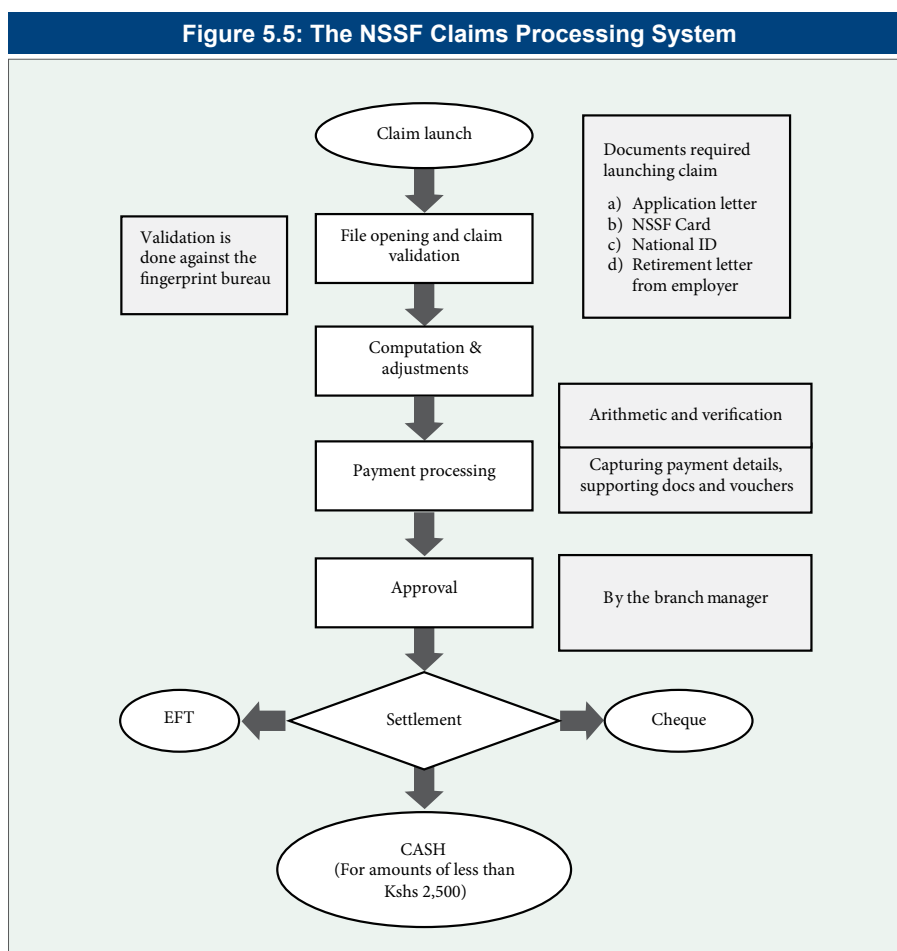 Figure 5.5: The NSSF Claims Processing System
Claim launch
Documents required
launching claim
a) Application letter
b) NSSF Card
c) National ID
d) Retirement letter
from employer
Validation is
done against the
fingerprint bureau
File opening and claim
validation
Computation &
adjustments
Arithmetic and verification
Payment processing
Capturing payment details,
supporting docs and vouchers
Approval
By the branch manager
EFT
Settlement
Cheque
CASH
(For amounts of less than
Kshs 2,500)